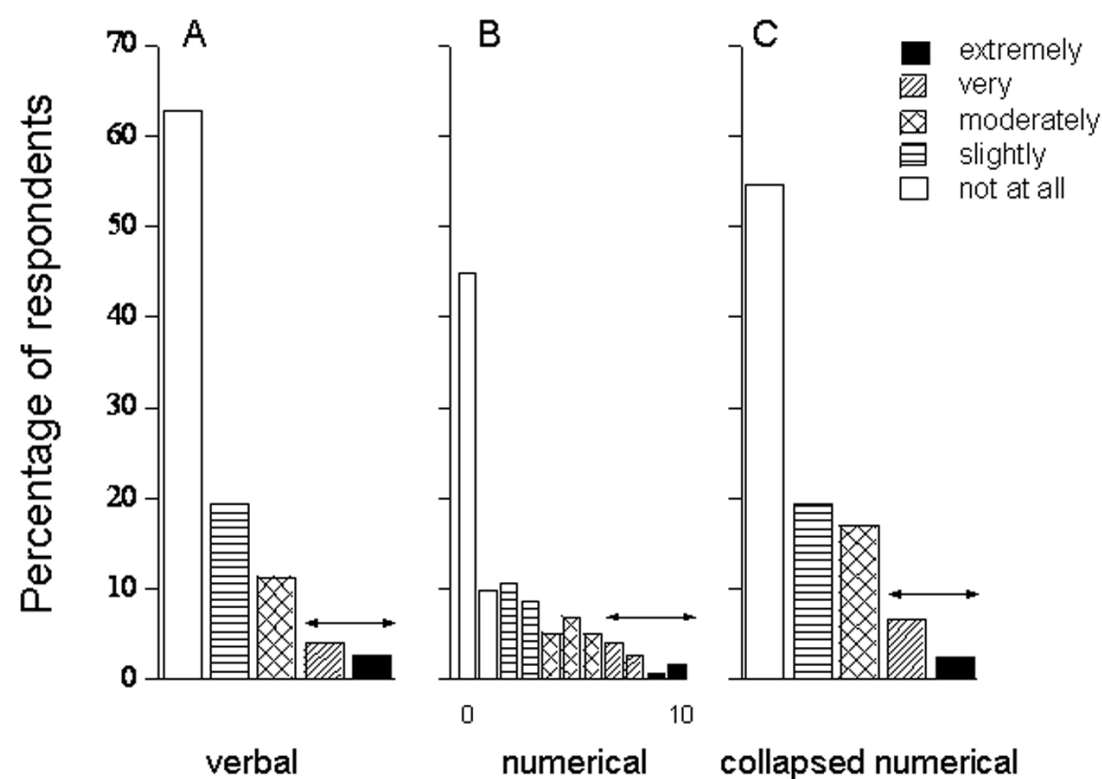 A
B
C
extremely
very
moderately
slightly
not at all
Percentage of respondents
70
60
50
40
30
20
10
0
0 10
verbal
numerical
collapsed numerical